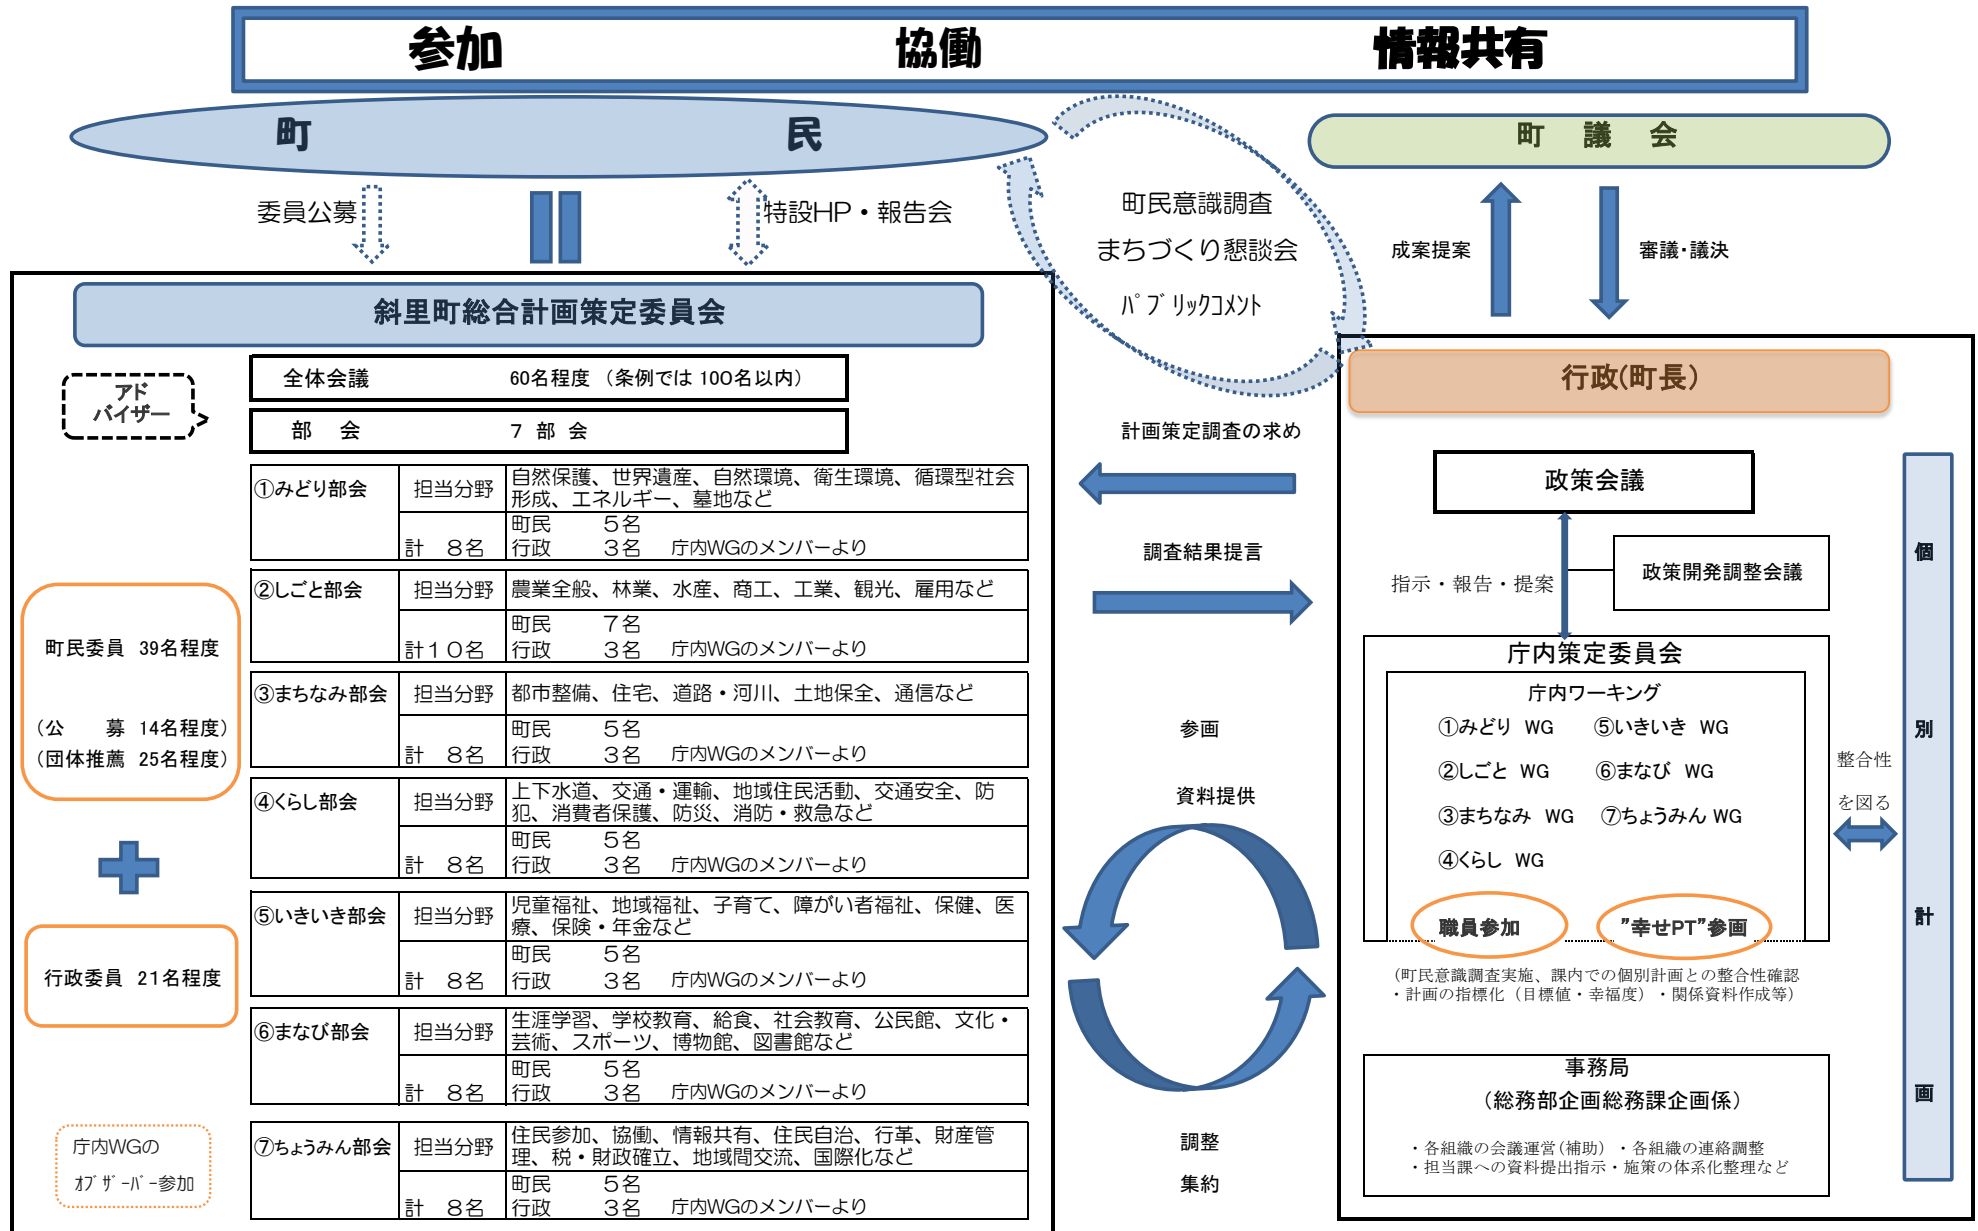 参加 協働 情報共有
町 民
町 議 会
委員公募
特設HP・報告会
町民意識調査
まちづくり懇談会
パブリックコメント
成案提案
審議・議決
斜里町総合計画策定委員会
アド
バイザー
全体会議 60名程度 (条例では 100名以内)
部 会 7 部 会
①みどり部会 担当分野 自然保護、世界遺産、自然環境、衛生環境、循環型社会
形成、エネルギー、墓地など
町民 5名
計 8名 行政 3名 庁内WGのメンバーより
②しごと部会 担当分野 農業全般、林業、水産、商工、工業、観光、雇用など
町民 7名
計10名 行政 3名 庁内WGのメンバーより
③まちなみ部会 担当分野 都市整備、住宅、道路・河川、土地保全、通信など
町民 5名
計 8名 行政 3名 庁内WGのメンバーより
④くらし部会 担当分野 上下水道、交通・運輸、地域住民活動、交通安全、防
犯、消費者保護、防災、消防・救急など
町民 5名
計 8名 行政 3名 庁内WGのメンバーより
⑤いきいき部会 担当分野 児童福祉、地域福祉、子育て、障がい者福祉、保健、医
療、保険・年金など
町民 5名
計 8名 行政 3名 庁内WGのメンバーより
⑥まなび部会 担当分野 生涯学習、学校教育、給食、社会教育、公民館、文化・
芸術、スポーツ、博物館、図書館など
町民 5名
計 8名 行政 3名 庁内WGのメンバーより
⑦ちょうみん部会 担当分野 住民参加、協働、情報共有、住民自治、行革、財産管
理、税・財政確立、地域間交流、国際化など
町民 5名
計 8名 行政 3名 庁内WGのメンバーより
町民委員 39名程度
(公 募 14名程度)
(団体推薦 25名程度)
行政委員 21名程度
庁内WGの
オブザーバー参加
計画策定調査の求め
調査結果提言
参画
資料提供
調整
集約
行政(町長)
政策会議
政策開発調整会議
指示・報告・提案
庁内策定委員会
庁内ワーキング
①みどり WG ⑤いきいき WG
②しごと WG ⑥まなび WG
③まちなみ WG ⑦ちょうみん WG
④くらし WG
職員参加 "幸せPT"参画
(町民意識調査実施、課内での個別計画との整合性確認
・計画の指標化(目標値・幸福度)・関係資料作成等)
事務局
(総務部企画総務課企画係)
・各組織の会議運営(補助)・各組織の連絡調整
・担当課への資料提出指示・施策の体系化整理など
整合性
を図る
個
別
計
画